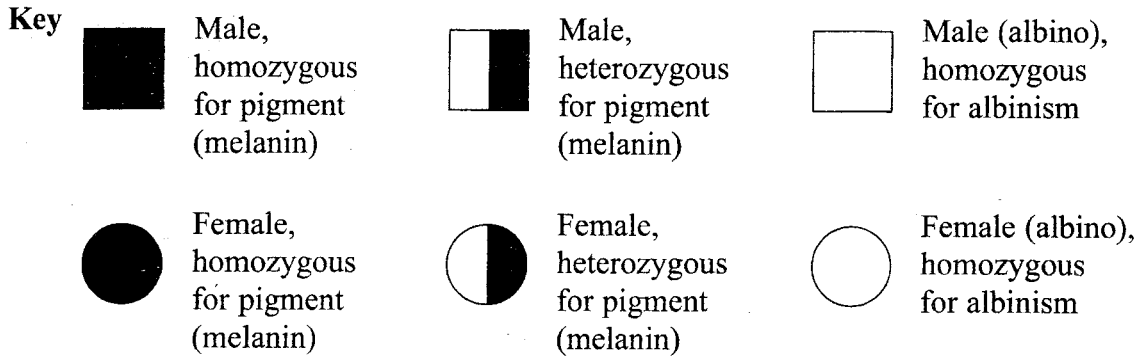 Key
Male,
homozygous
for pigment
(melanin)
Male,
heterozygous
for pigment
(melanin)
Male (albino),
homozygous
for albinism
Female,
homozygous
for pigment
(melanin)
Female,
heterozygous
for pigment
(melanin)
Female (albino),
homozygous
for albinism